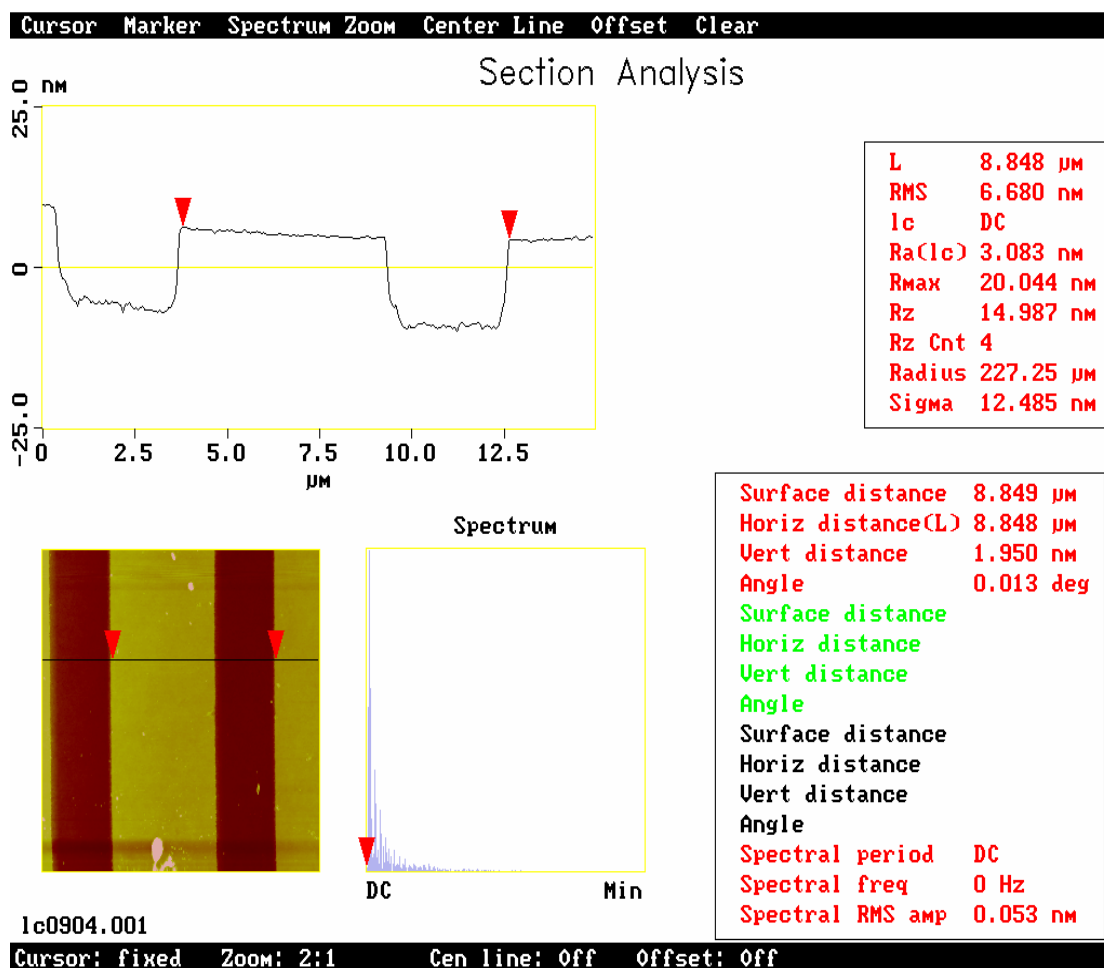 Cursor Marker Spectrum Zoom Center Line Offset Clear
Section Analysis
25.0 nM
0
-25.0
0 2.5 5.0 7.5 10.0 12.5
µM
L 8.848 µM
RMS 6.680 nM
lc DC
Ra(lc) 3.083 nM
Rmax 20.044 nM
Rz 14.987 nM
Rz Cnt 4
Radius 227.25 µM
Sigma 12.485 nM
Surface distance 8.849 µM
Horiz distance(L) 8.848 µM
Vert distance 1.950 nM
Angle 0.013 deg
Surface distance
Horiz distance
Vert distance
Angle
Surface distance
Horiz distance
Vert distance
Angle
Spectral period DC
Spectral freq 0 Hz
Spectral RMS amp 0.053 nM
Spectrum
DC Min
lc0904.001
Cursor: fixed Zoom: 2:1 Cen line: Off Offset: Off